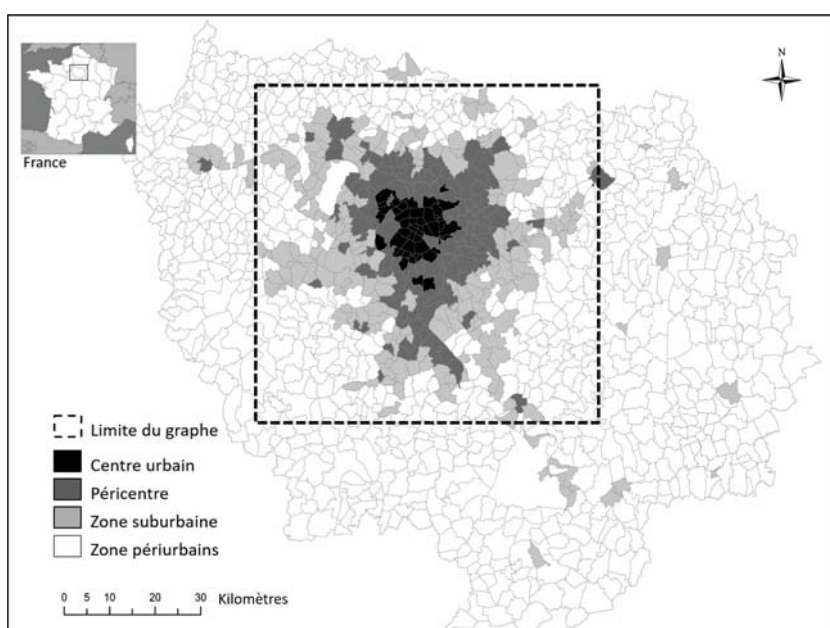 N
France
Limite du graphe
Centre urbain
Péricentre
Zone suburbaine
Zone périurbains
0 5 10 20 30 Kilomètres